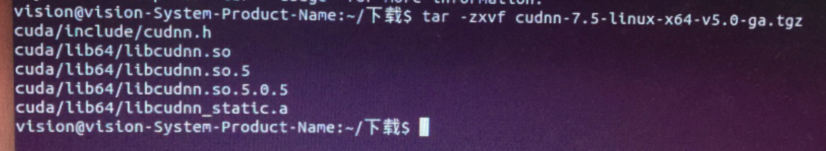 vision@vision-System-Product-Name:~/下载$ tar -zxvf cudnn-7.5-linux-x64-v5.0-ga.tgz
cuda/include/cudnn.h
cuda/lib64/libcudnn.so
cuda/lib64/libcudnn.so.5
cuda/lib64/libcudnn.so.5.0.5
cuda/lib64/libcudnn_static.a
vision@vision-System-Product-Name:~/下载$